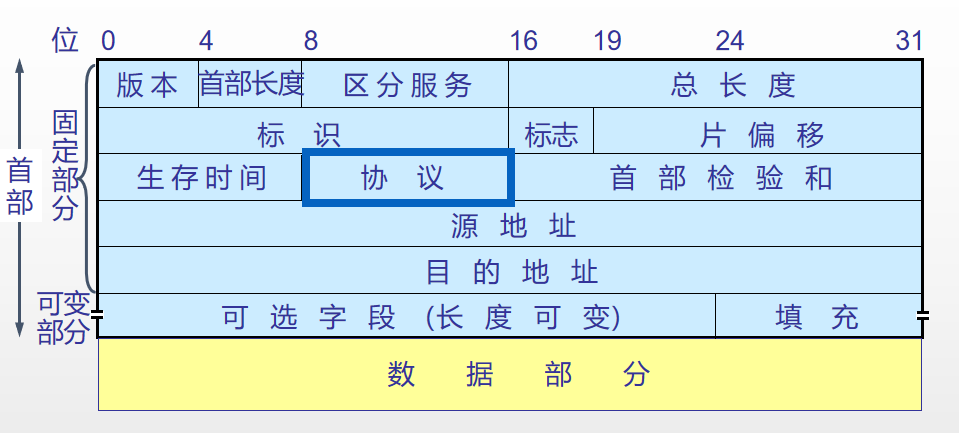 位 0 4 8 16 19 24 31
版本 首部长度 区分服务 总长度
标识 标志 片偏移
生存时间 协议 首部检验和
源地址
目的地址
可选字段(长度可变) 填充
数据部分
首部
固定部分
可变部分